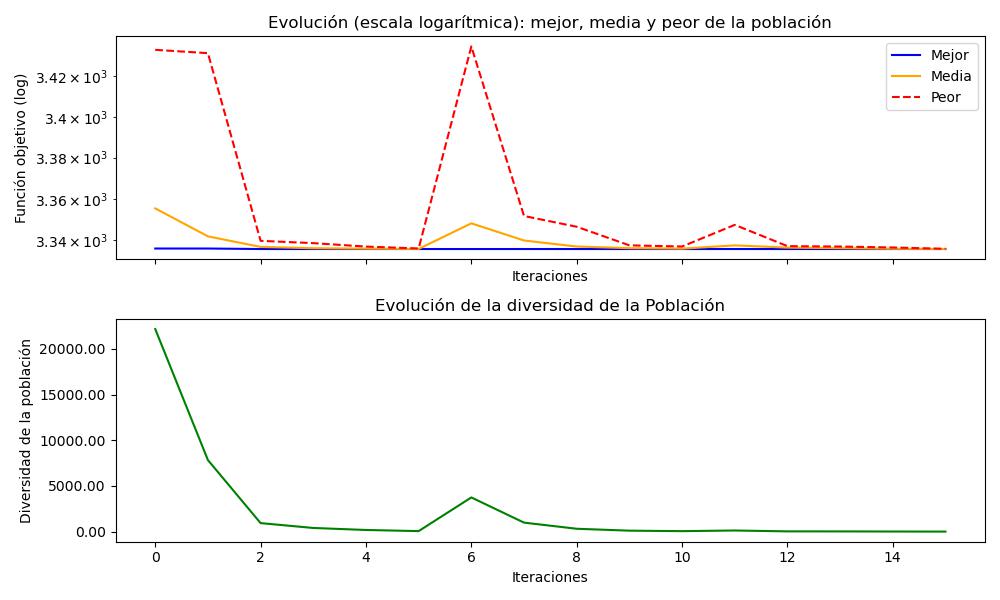 Evolución (escala logarítmica): mejor, media y peor de la población
Función objetivo (log)
3.42 × 10³
3.4 × 10³
3.38 × 10³
3.36 × 10³
3.34 × 10³
Mejor
Media
Peor
Iteraciones
Evolución de la diversidad de la Población
Diversidad de la población
20000.00
15000.00
10000.00
5000.00
0.00
0 2 4 6 8 10 12 14
Iteraciones